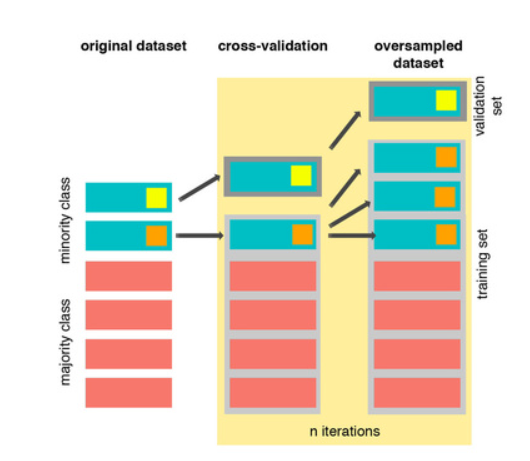 original dataset
cross-validation
oversampled
dataset
validation
set
minority class
majority class
training set
n iterations